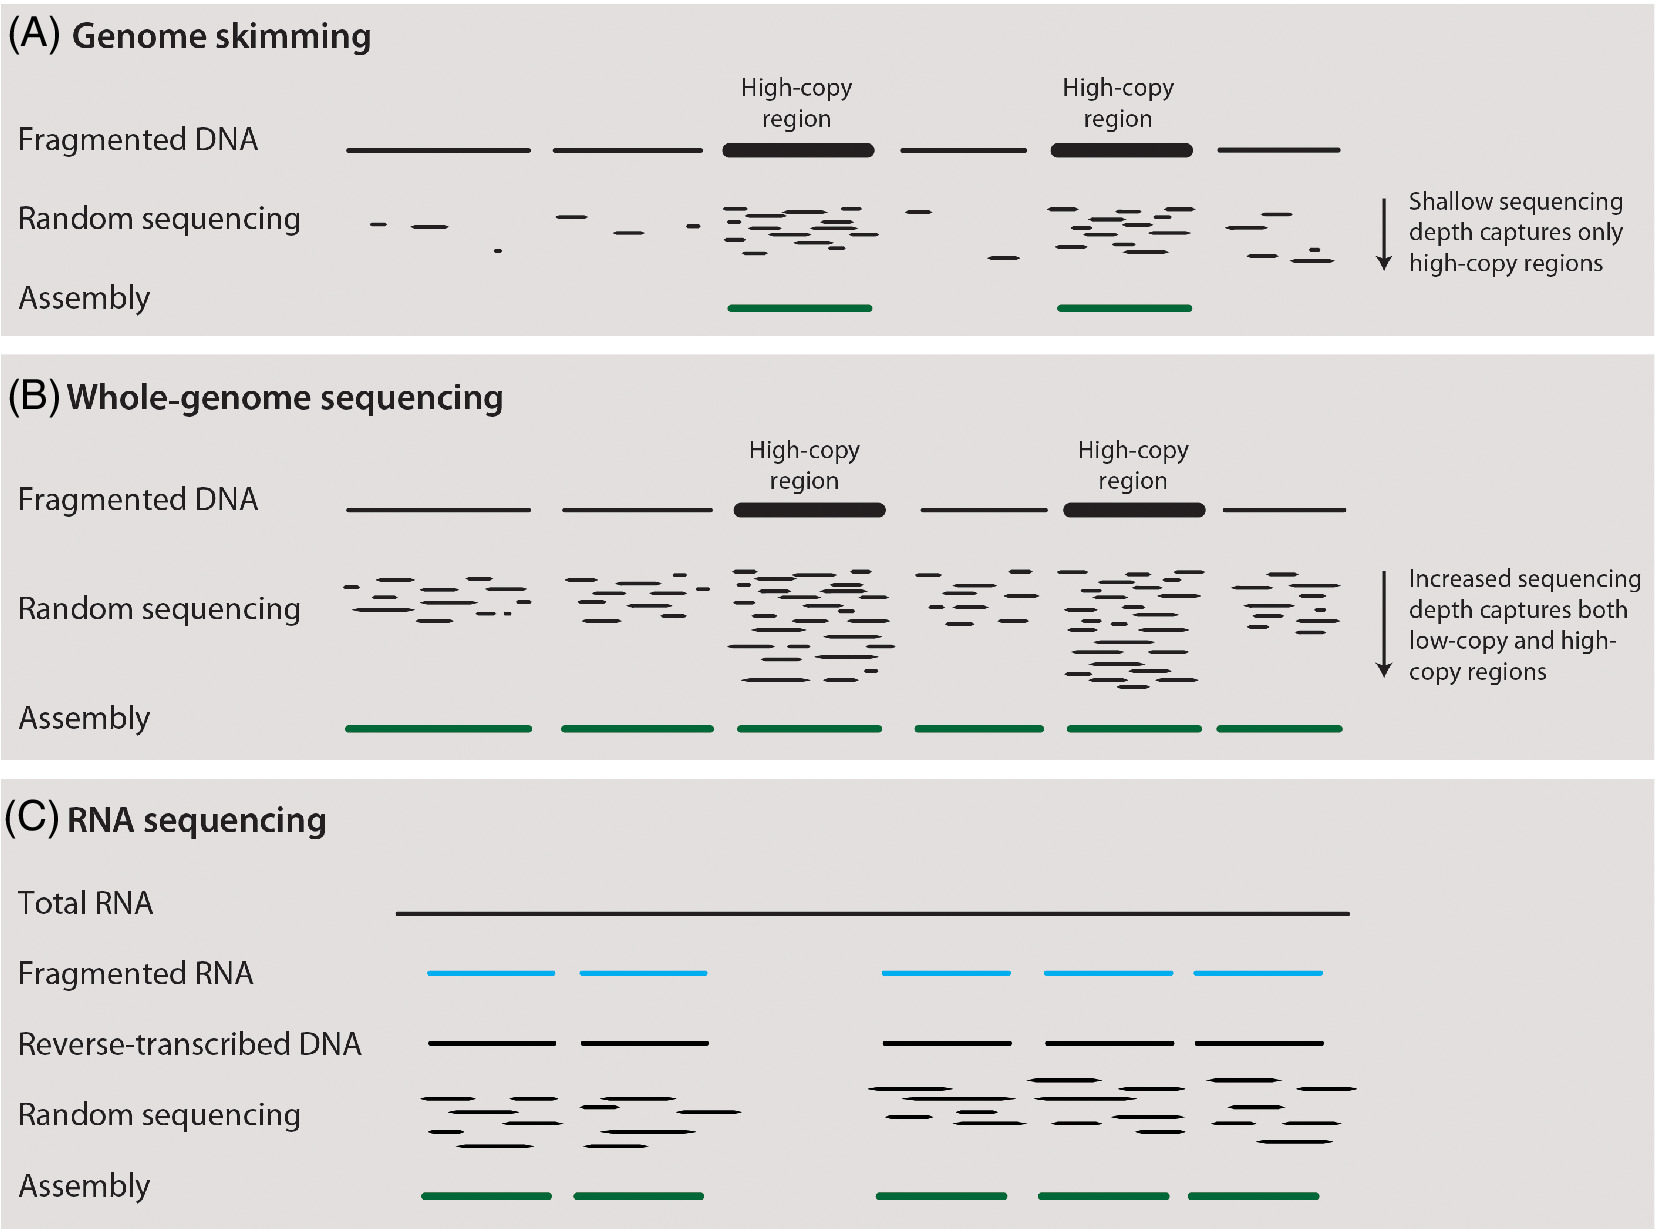 (A) Genome skimming
High-copy
region
High-copy
region
Fragmented DNA
Random sequencing
Shallow sequencing
depth captures only
high-copy regions
Assembly
(B) Whole-genome sequencing
High-copy
region
High-copy
region
Fragmented DNA
Random sequencing
Increased sequencing
depth captures both
low-copy and high-
copy regions
Assembly
(C) RNA sequencing
Total RNA
Fragmented RNA
Reverse-transcribed DNA
Random sequencing
Assembly